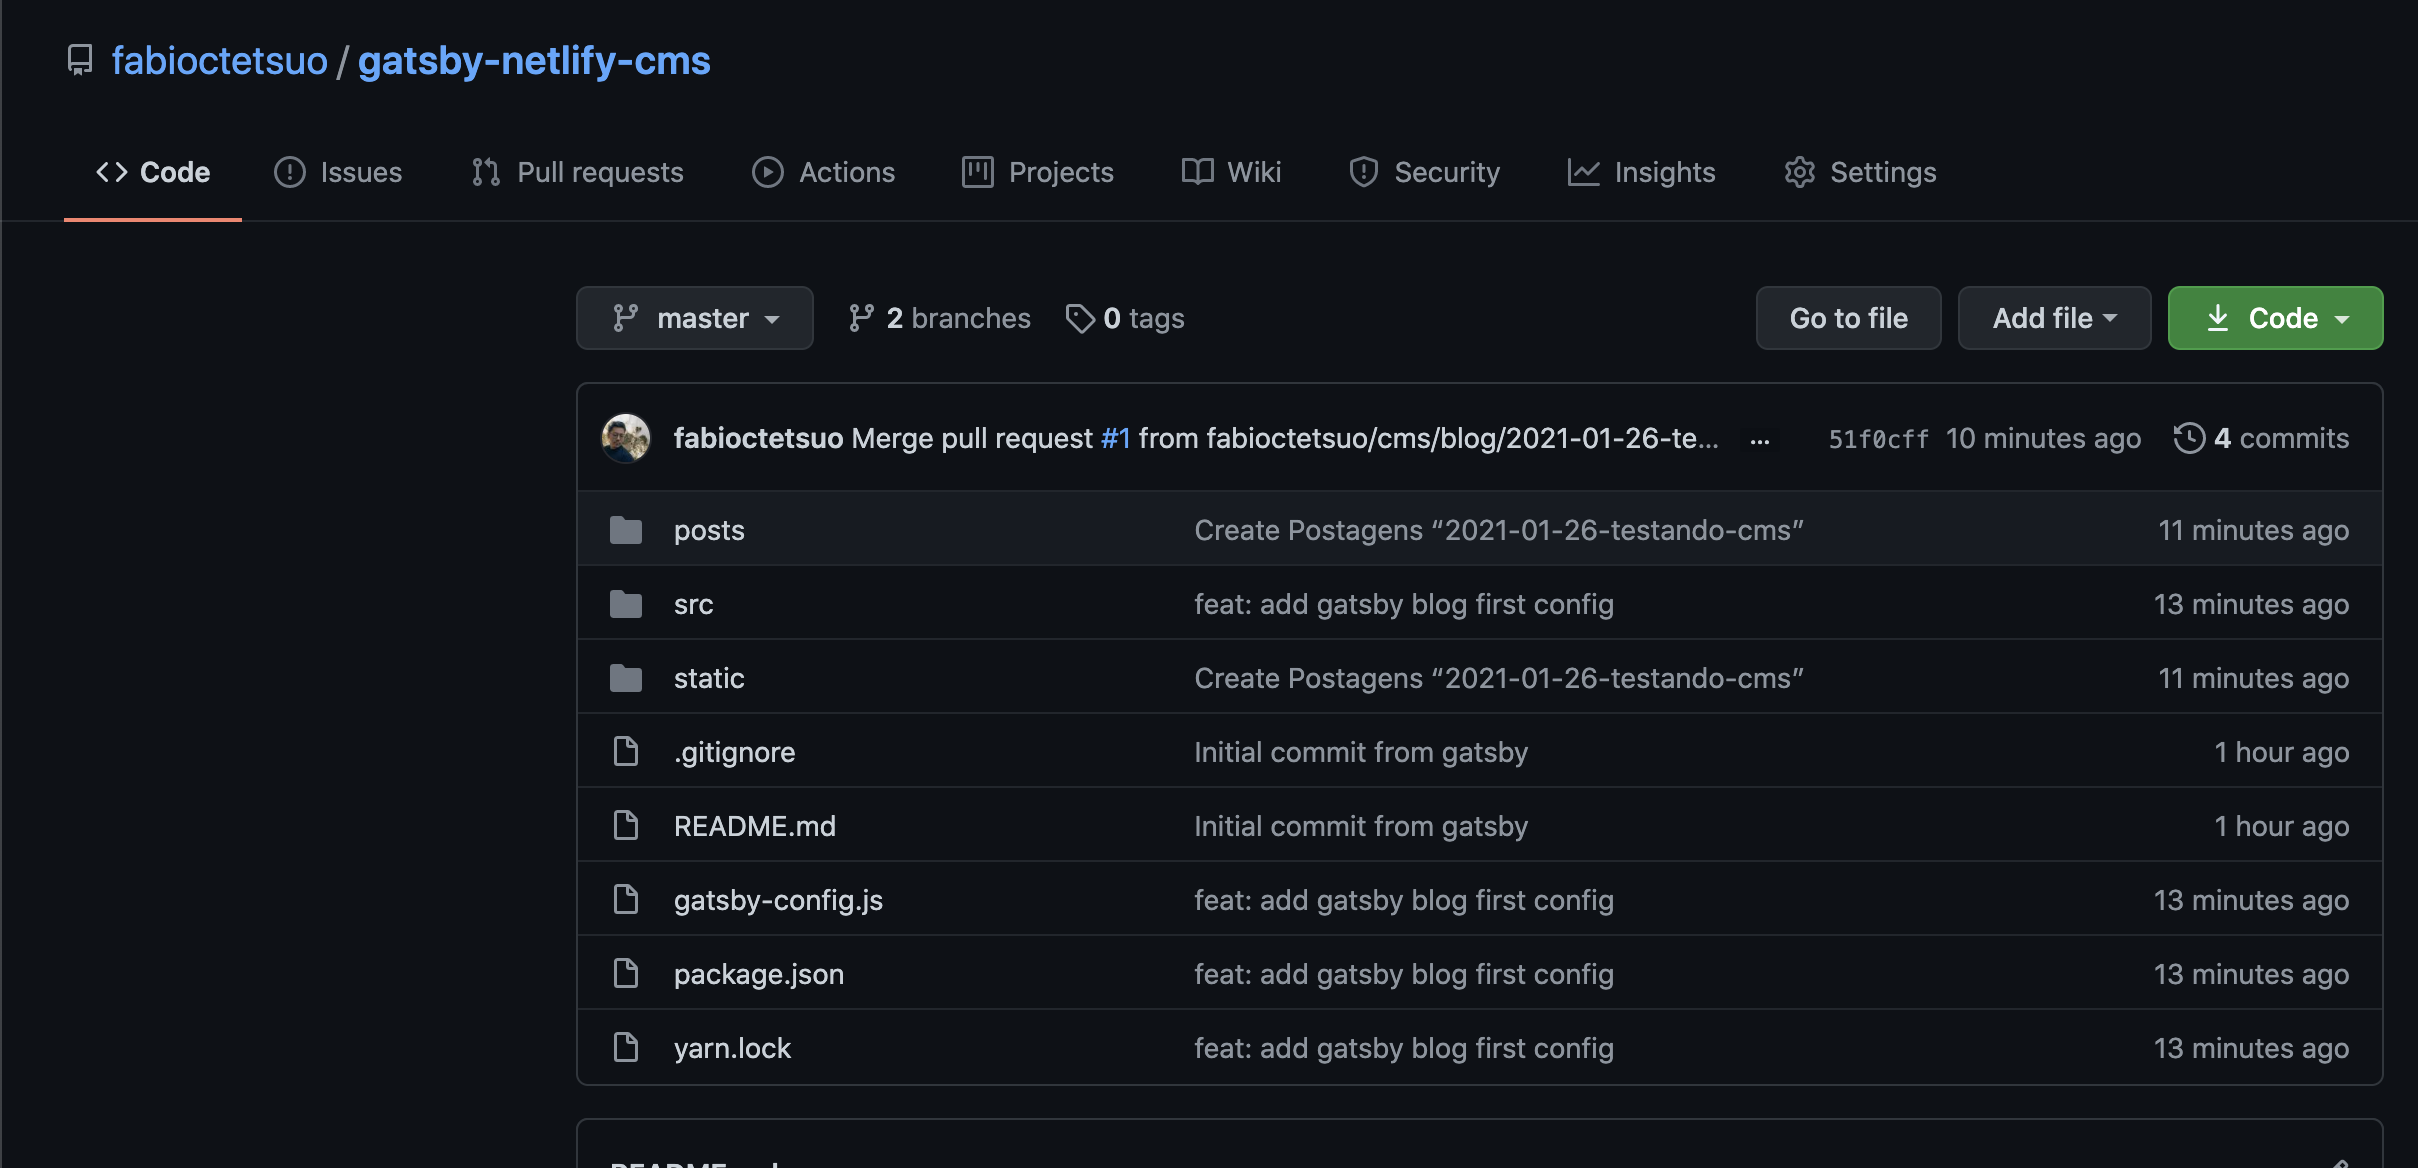 fabioctetsuo / gatsby-netlify-cms
Code Issues Pull requests Actions Projects Wiki Security Insights Settings
master 2 branches 0 tags Go to file Add file Code
fabioctetsuo Merge pull request #1 from fabioctetsuo/cms/blog/2021-01-26-te... ... 51f0cff 10 minutes ago 4 commits
posts Create Postagens “2021-01-26-testando-cms” 11 minutes ago
src feat: add gatsby blog first config 13 minutes ago
static Create Postagens “2021-01-26-testando-cms” 11 minutes ago
.gitignore Initial commit from gatsby 1 hour ago
README.md Initial commit from gatsby 1 hour ago
gatsby-config.js feat: add gatsby blog first config 13 minutes ago
package.json feat: add gatsby blog first config 13 minutes ago
yarn.lock feat: add gatsby blog first config 13 minutes ago